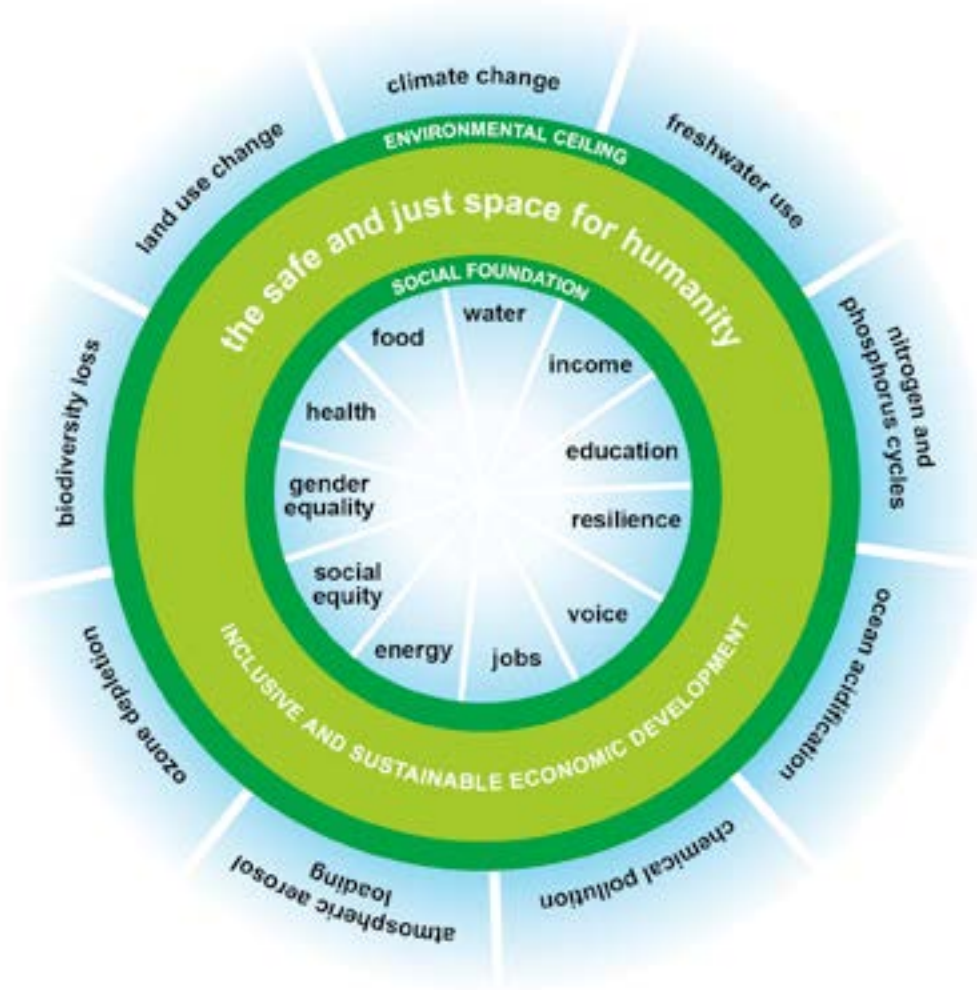 climate change
freshwater use
nitrogen and
phosphorus cycles
ocean acidification
chemical pollution
atmospheric aerosol
loading
ozone depletion
biodiversity loss
land use change
ENVIRONMENTAL CEILING
the safe and just space for humanity
SOCIAL FOUNDATION
water
income
education
resilience
voice
jobs
energy
social
equity
gender
equality
health
food
INCLUSIVE AND SUSTAINABLE ECONOMIC DEVELOPMENT